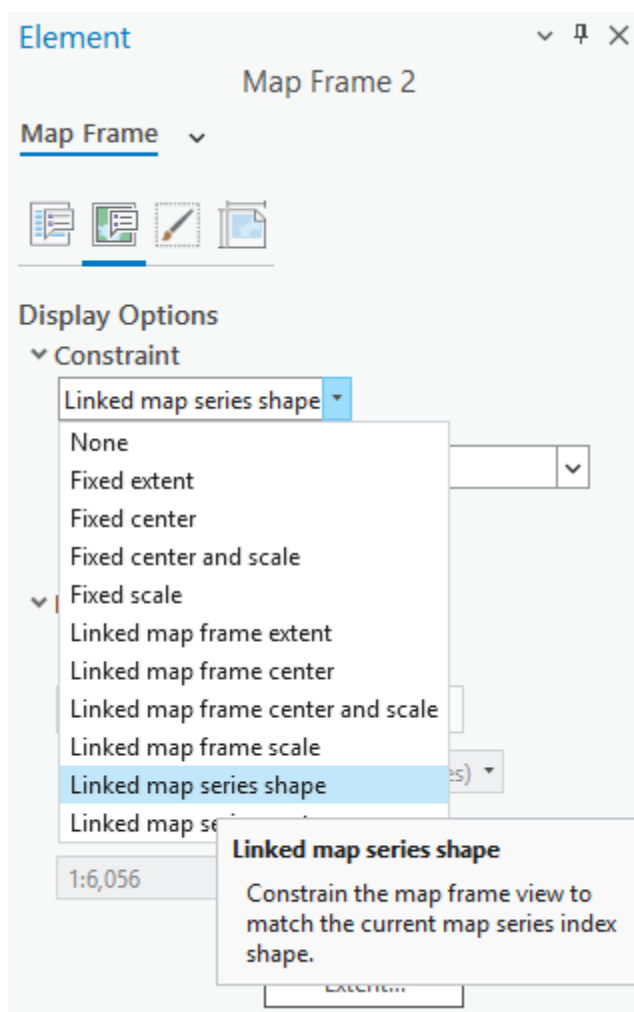 Element
Map Frame 2
Map Frame
Display Options
Constraint
Linked map series shape
None
Fixed extent
Fixed center
Fixed center and scale
Fixed scale
Linked map frame extent
Linked map frame center
Linked map frame center and scale
Linked map frame scale
Linked map series shape
Linked map
1:6,056
Linked map series shape
Constrain the map frame view to
match the current map series index
shape.